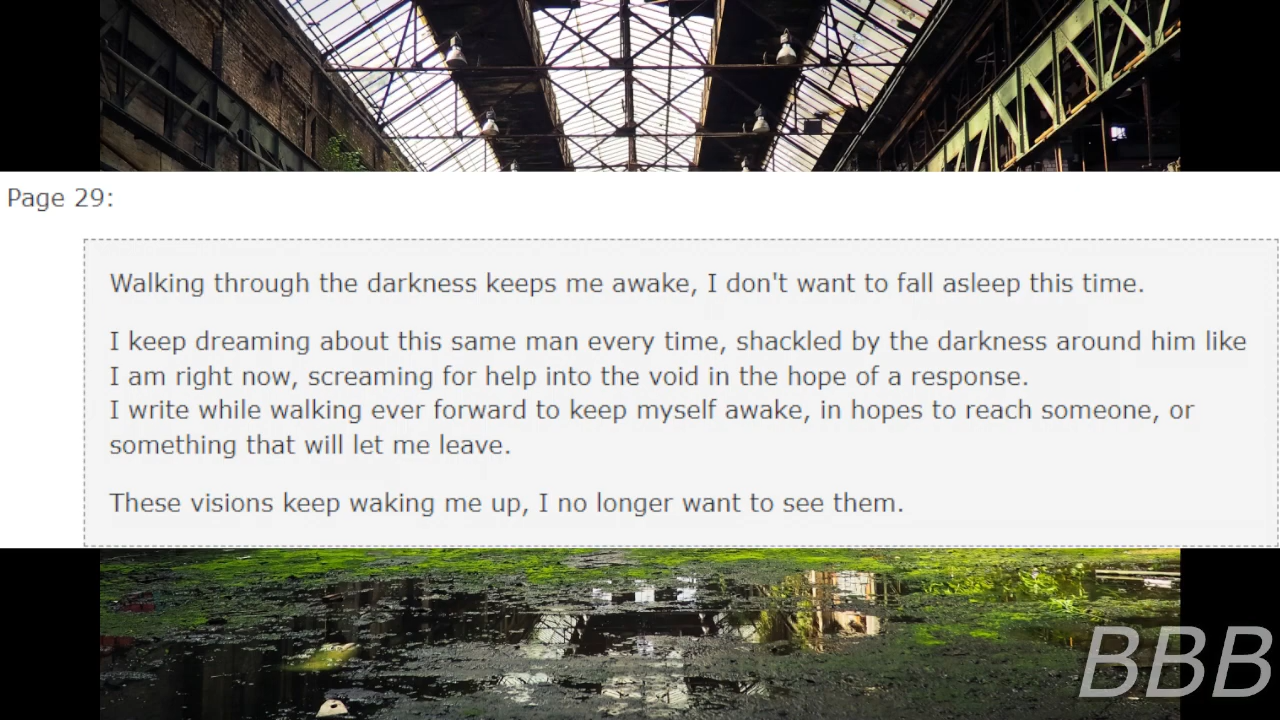 Page 29:
Walking through the darkness keeps me awake, I don't want to fall asleep this time.
I keep dreaming about this same man every time, shackled by the darkness around him like
I am right now, screaming for help into the void in the hope of a response.
I write while walking ever forward to keep myself awake, in hopes to reach someone, or
something that will let me leave.
These visions keep waking me up, I no longer want to see them.
BBB